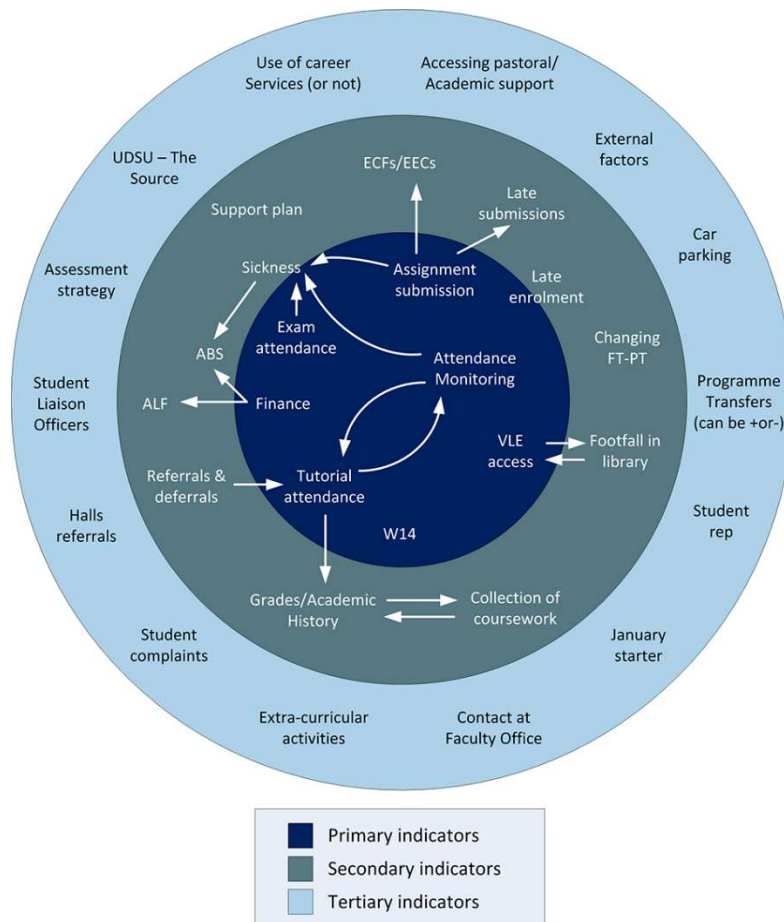 Use of career
Services (or not)
Accessing pastoral/
Academic support
UDSU – The
Source
External
factors
ECFs/EECs
Late
submissions
Support plan
Car
parking
Assessment
strategy
Sickness
Assignment
submission
Late
enrolment
Exam
attendance
Changing
FT-PT
ABS
Attendance
Monitoring
Student
Liaison
Officers
ALF
Finance
Programme
Transfers
(can be +or-)
VLE
access
Footfall in
library
Referrals &
deferrals
Tutorial
attendance
Halls
referrals
Student
rep
W14
Grades/Academic
History
Collection of
coursework
Student
complaints
January
starter
Extra-curricular
activities
Contact at
Faculty Office
Primary indicators
Secondary indicators
Tertiary indicators